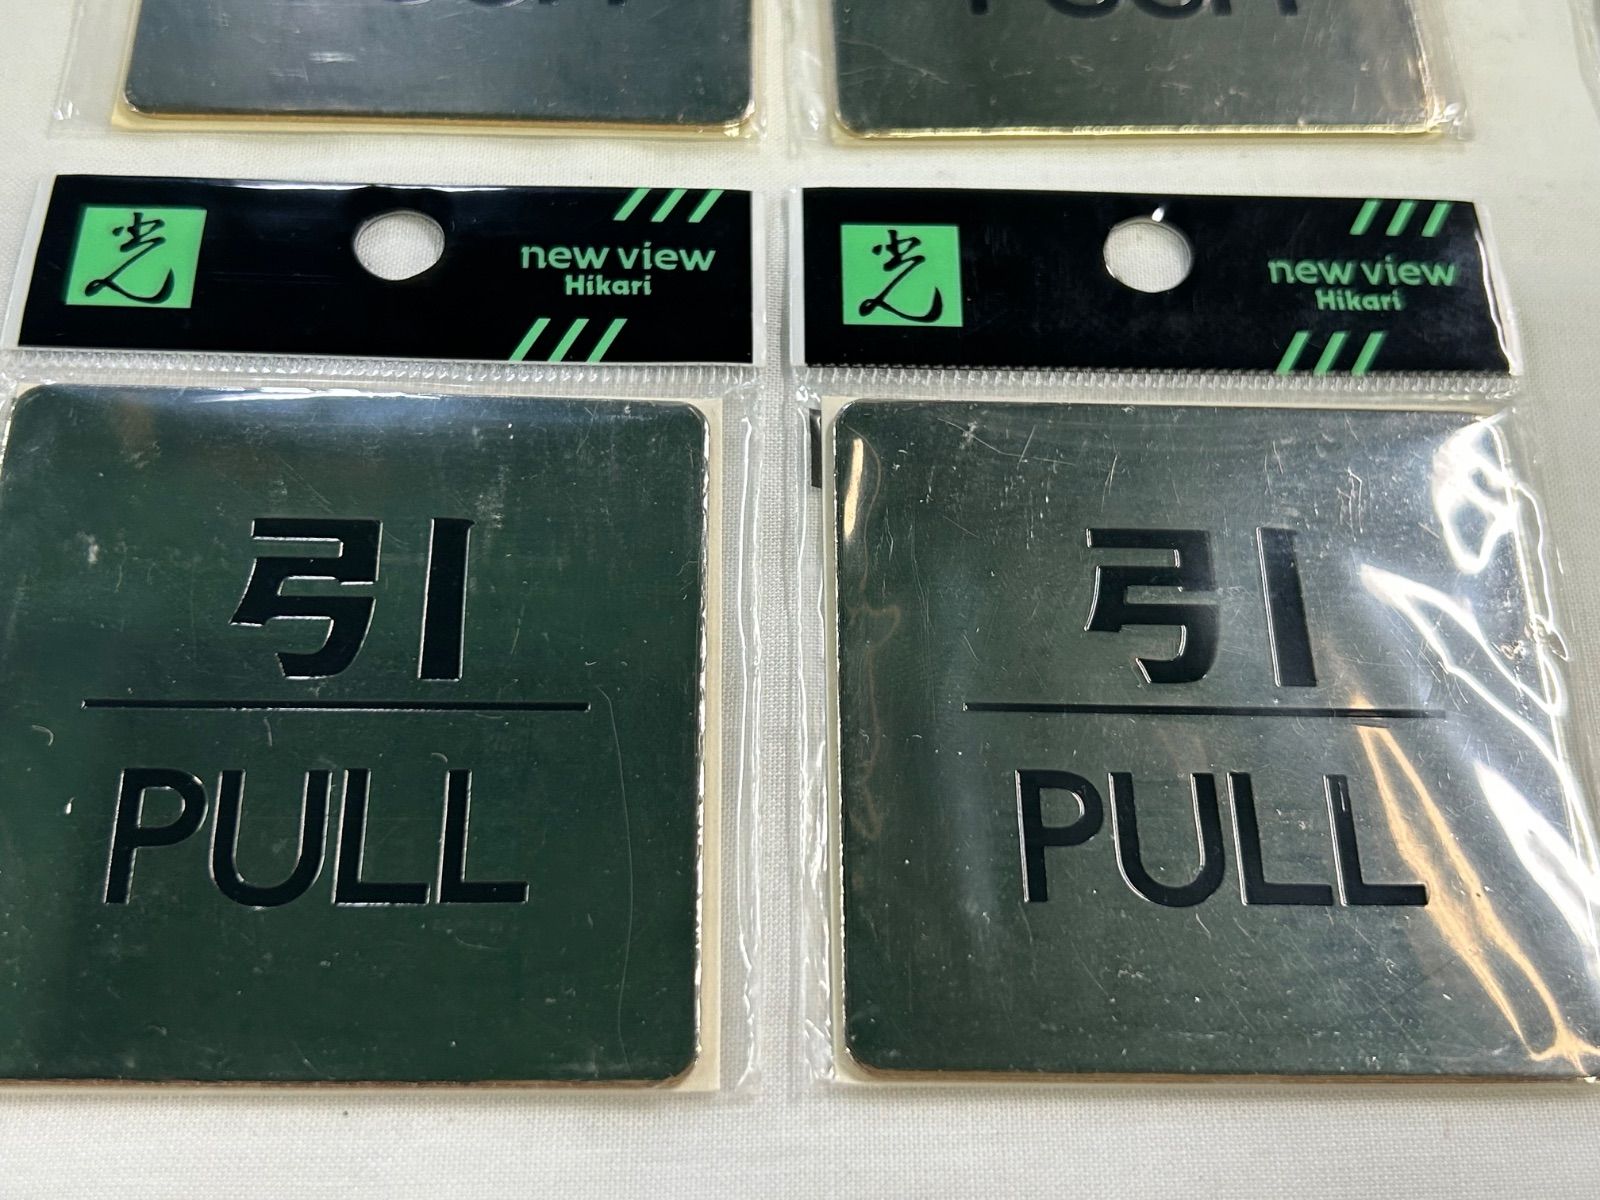 光
new view
Hikari
光
new view
Hikari
引
PULL
引
PULL